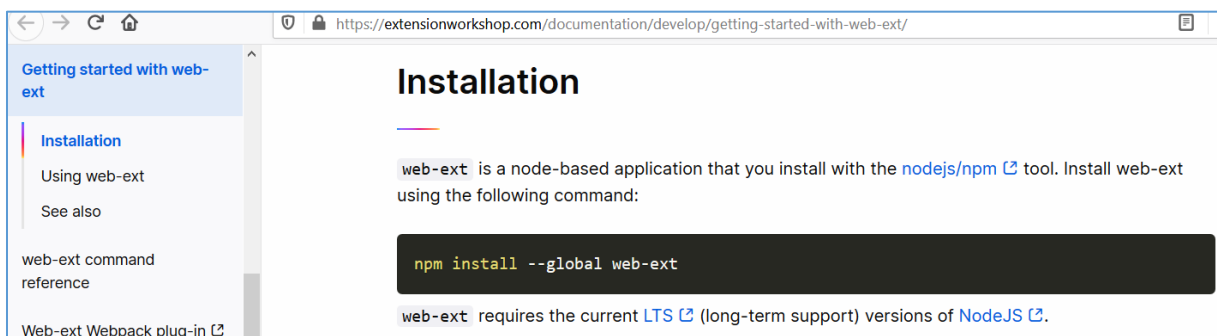 https://extensionworkshop.com/documentation/develop/getting-started-with-web-ext/
Getting started with web-
ext
Installation
Using web-ext
See also
web-ext command
reference
Web-ext Webpack plug-in
Installation
web-ext is a node-based application that you install with the nodejs/npm tool. Install web-ext
using the following command:
npm install --global web-ext
web-ext requires the current LTS (long-term support) versions of NodeJS.